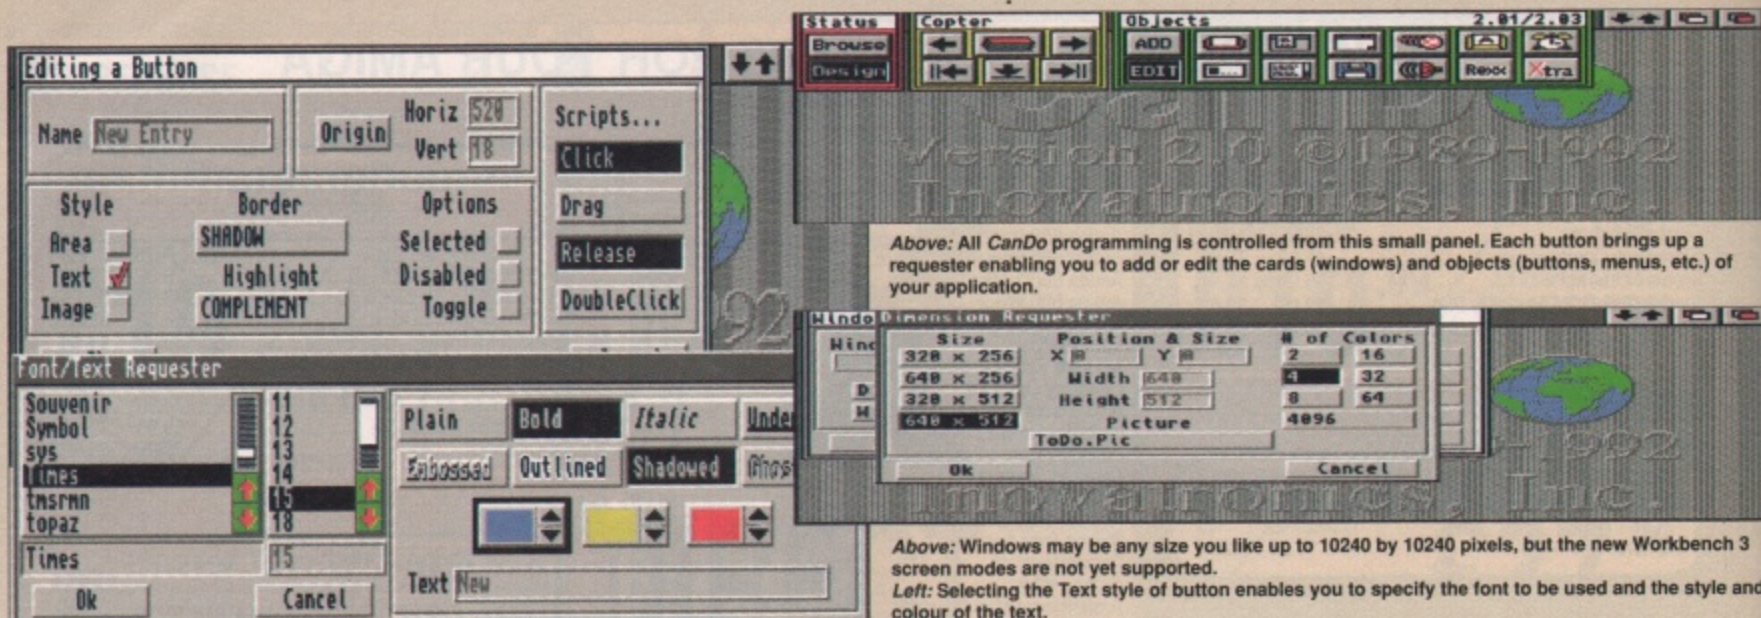 Editing a Button
Name New Entry
Origin
Horiz 520
Vert 18
Scripts...
Click
Drag
Release
DoubleClick
Style
Area
Text
Image
Border
SHADOW
Highlight
COMPLEMENT
Options
Selected
Disabled
Toggle
Font/Text Requester
Souvenir
Symbol
sys
Times
tmsrmn
topaz
Times
11
12
13
14
15
18
15
Ok
Cancel
Plain
Bold
Italic
Under
Embossed
Outlined
Shadowed
Ghos
Text New
Status
Browse
Design
Copter
Objects
2.01/2.03
ADD
EDIT
Rexx
Xtra
Version 2.0 ©1989-1992
Inovatronics, Inc.
Above: All CanDo programming is controlled from this small panel. Each button brings up a
requester enabling you to add or edit the cards (windows) and objects (buttons, menus, etc.) of
your application.
Windo
Dimension Requester
Wind
D
W
Size
320 x 256
640 x 256
320 x 512
640 x 512
Position & Size
X 0 Y 0
Width 640
Height 512
Picture
ToDo.Pic
# of Colors
2 16
4 32
8 64
4096
Ok
Cancel
-1992
Inovatronics, Inc.
Above: Windows may be any size you like up to 10240 by 10240 pixels, but the new Workbench 3
screen modes are not yet supported.
Left: Selecting the Text style of button enables you to specify the font to be used and the style and
colour of the text.